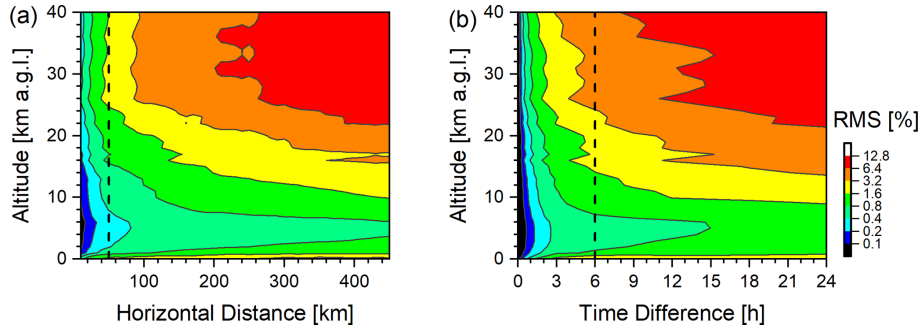 (a)
40
30
20
10
0
Altitude [km a.g.l.]
100 200 300 400
Horizontal Distance [km]
(b)
40
30
20
10
0
Altitude [km a.g.l.]
0 3 6 9 12 15 18 21 24
Time Difference [h]
RMS [%]
12.8
6.4
3.2
1.6
0.8
0.4
0.2
0.1